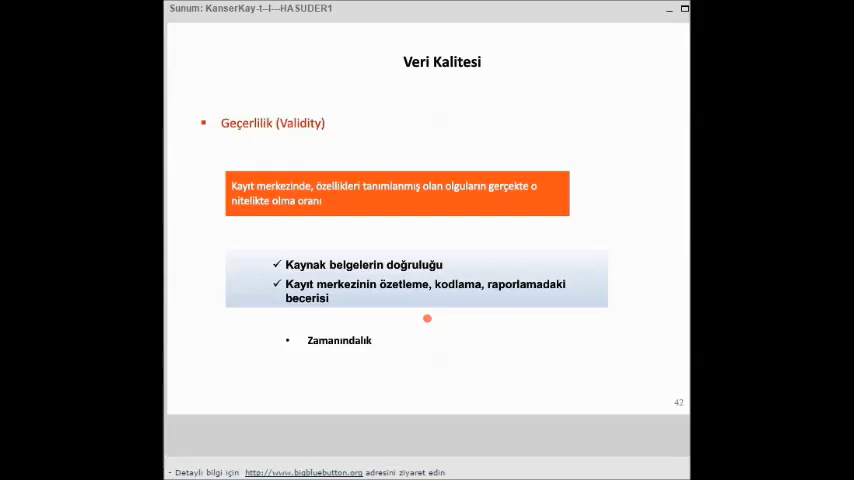 Sunum: KanserKay-t--I---HASUDER1
Veri Kalitesi
▪ Geçerlilik (Validity)
Kayıt merkezinde, özellikleri tanımlanmış olan olguların gerçekte o
nitelikte olma oranı
✓ Kaynak belgelerin doğruluğu
✓ Kayıt merkezinin özetleme, kodlama, raporlamadaki
becerisi
• Zamanındalık
42
- Detaylı bilgi için http://www.bigbluebutton.org adresini ziyaret edin